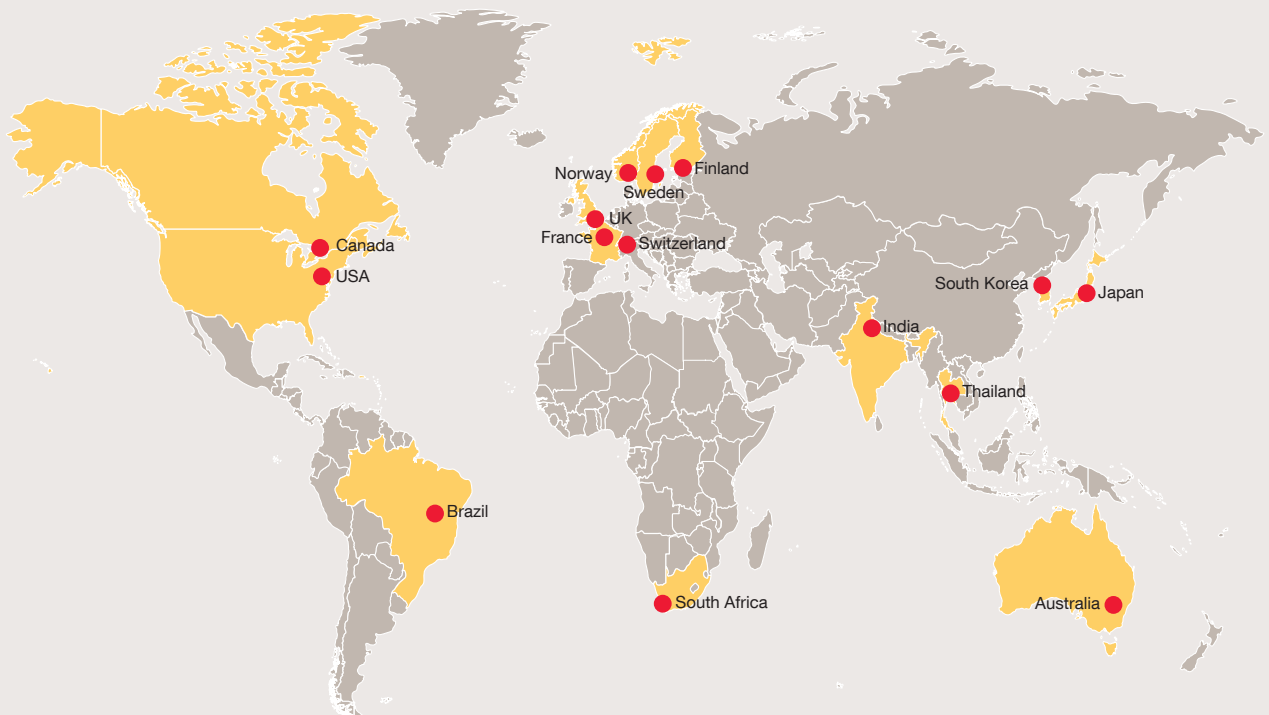 Norway
Finland
Sweden
UK
France
Switzerland
Canada
USA
South Korea
Japan
India
Thailand
Brazil
South Africa
Australia